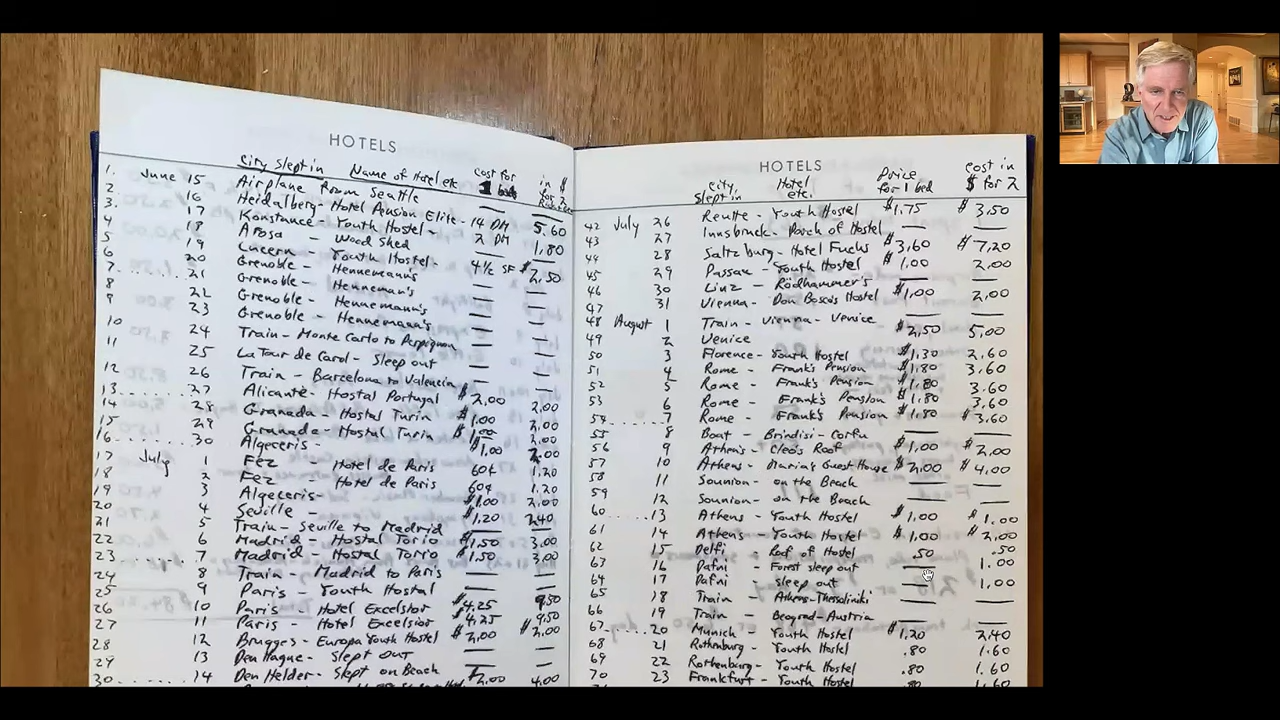 HOTELS
City Slept in Name of Hotel etc cost for 1 bed in $ for 2
1. June 15 Airplane from Seattle —
2. 16 Heidelberg - Hotel Pension Elite - 14 DM 5.60
3. 17 Konstance - Youth Hostel - 2 DM 1.80
4 18 Arosa - Wood Shed —
5 19 Lucern - Youth Hostel - 4½ SF $2.50
6 20 Grenoble - Hennemann's — —
7 21 Grenoble - Henneman's — —
8 22 Grenoble - Hennemann's — —
9 23 Grenoble - Hennemann's — —
10 24 Train - Monte Carlo to Perpignon — —
11 25 La Tour de Carol - Sleep out — —
12 26 Train - Barcelona to Valencia — —
13 27 Alicante - Hostal Portugal $2.00 2.00
14 28 Granada - Hostal Turin $1.00 2.00
15 29 Granada - Hostal Turin $1.00 2.00
16 30 Algeceris - $1.00 2.00
17 July 1 Fez - Hotel de Paris 60¢ 1.20
18 2 Fez - Hotel de Paris 60¢ 1.20
19 3 Algeceris - $1.00 2.00
20 4 Seville - $1.20 2.40
21 5 Train - Seville to Madrid — —
22 6 Madrid - Hostal Torio $1.50 3.00
23 7 Madrid - Hostal Torio $1.50 3.00
24 8 Train - Madrid to Paris — —
25 9 Paris - Youth Hostal
26 10 Paris - Hotel Excelsior $4.25 9.50
27 11 Paris - Hotel Excelsior $4.25 9.50
28 12 Brugges - Europa Youth Hostel $2.00 $2.00
29 13 Den Hague - Slept Out — —
30 14 Den Helder - Slept on Beach — —
$2.00 4.00
HOTELS
City Slept in Hotel etc. Price for 1 bed cost in $ for 2
42 July 26 Reutte - Youth Hostel $1.75 $3.50
43 27 Innsbruck - Porch of Hostel — —
44 28 Saltzburg - Hotel Fuchs $3.60 $7.20
45 29 Passau - Youth Hostel $1.00 2.00
46 30 Linz - Rödhammer's — —
47 31 Vienna - Don Bosco's Hostel $1.00 2.00
48 August 1 Train - Vienna - Venice — —
49 2 Venice $2.50 5.00
50 3 Florence - Youth Hostel $1.30 2.60
51 4 Rome - Frank's Pension $1.80 3.60
52 5 Rome - Frank's Pension $1.80 3.60
53 6 Rome - Frank's Pension $1.80 3.60
54 7 Rome - Frank's Pension $1.80 $3.60
55 8 Boat - Brindisi - Corfu — —
56 9 Athens - Cleo's Roof $1.00 2.00
57 10 Athens - Maria's Guest House $2.00 $4.00
58 11 Sounion - on the Beach — —
59 12 Sounion - on the Beach — —
60 13 Athens - Youth Hostel $1.00 $1.00
61 14 Athens - Youth Hostel $1.00 $2.00
62 15 Delfi - Roof of Hostel .50 .50
63 16 Dafni - Forest sleep out — 1.00
64 17 Dafni - sleep out — 1.00
65 18 Train - Athens - Thessoliniki — —
66 19 Train - Beograd - Austria — —
67 20 Munich - Youth Hostel $1.20 2.40
68 21 Rothnburg - Youth Hostel .80 1.60
69 22 Rothenburg - Youth Hostel .80 1.60
70 23 Frankfurt - Youth Hostel .80 1.60